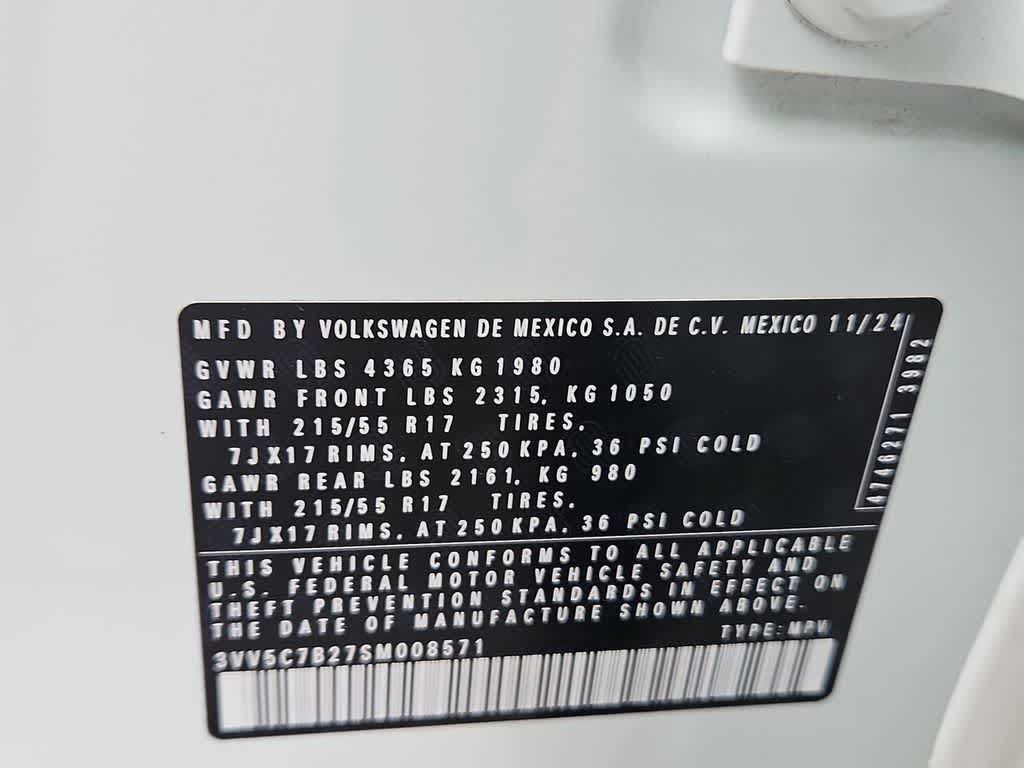 MFD BY VOLKSWAGEN DE MEXICO S.A. DE C.V. MEXICO 11/24
GVWR LBS 4365 KG 1980
GAWR FRONT LBS 2315, KG 1050
WITH 215/55 R17 TIRES,
7JX17 RIMS, AT 250 KPA, 36 PSI COLD
GAWR REAR LBS 2161, KG 980
WITH 215/55 R17 TIRES,
7JX17 RIMS, AT 250 KPA, 36 PSI COLD
THIS VEHICLE CONFORMS TO ALL APPLICABLE
U.S. FEDERAL MOTOR VEHICLE SAFETY AND
THEFT PREVENTION STANDARDS IN EFFECT ON
THE DATE OF MANUFACTURE SHOWN ABOVE.
TYPE: MPV
3VV5C7B27SM008571
4746271 3982